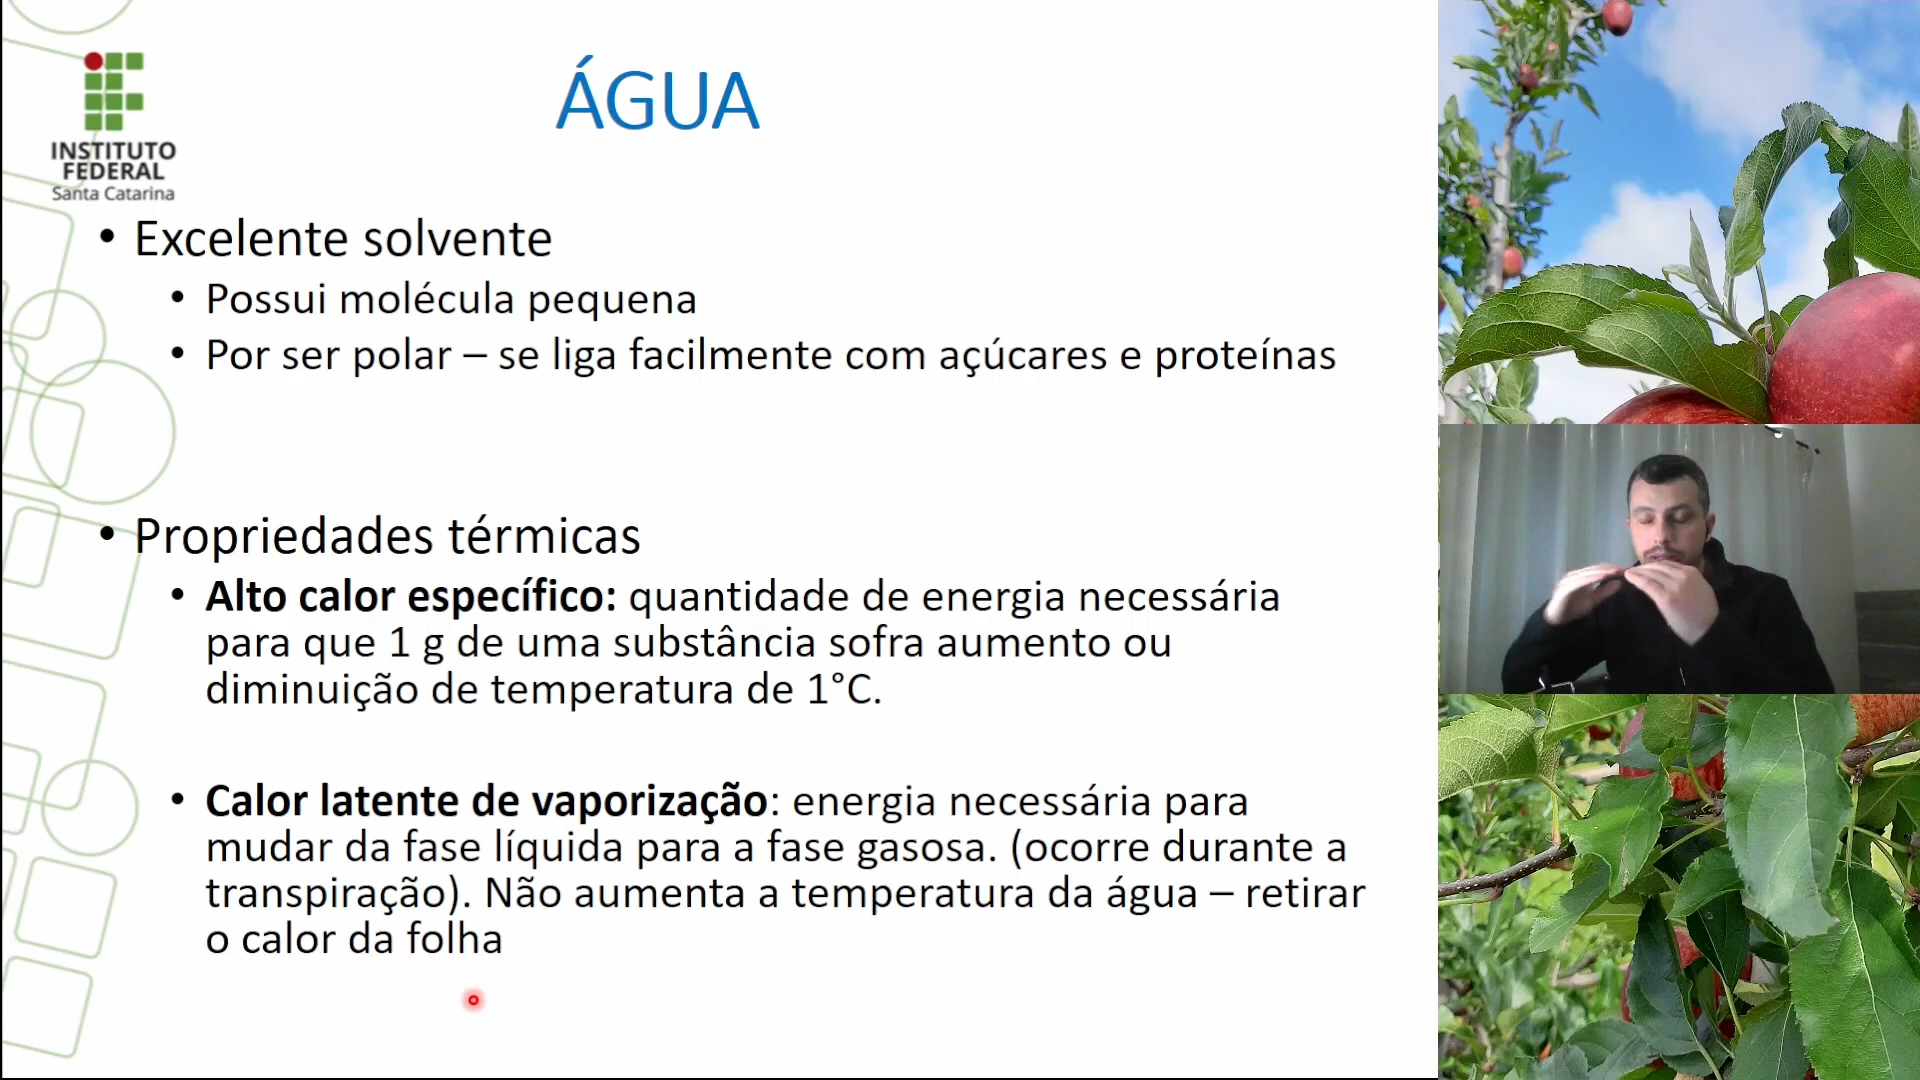 INSTITUTO
FEDERAL
Santa Catarina
ÁGUA
• Excelente solvente
• Possui molécula pequena
• Por ser polar – se liga facilmente com açúcares e proteínas
• Propriedades térmicas
• Alto calor específico: quantidade de energia necessária
para que 1 g de uma substância sofra aumento ou
diminuição de temperatura de 1°C.
• Calor latente de vaporização: energia necessária para
mudar da fase líquida para a fase gasosa. (ocorre durante a
transpiração). Não aumenta a temperatura da água – retirar
o calor da folha